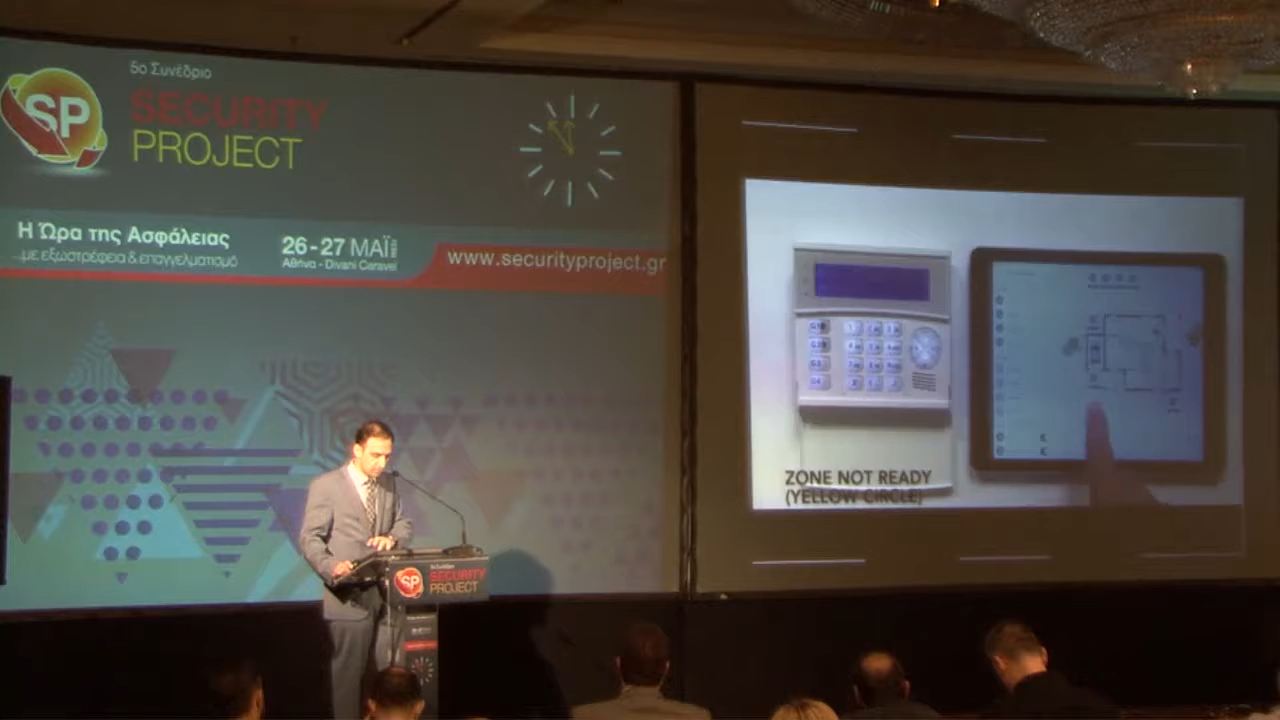 5ο Συνέδριο
SP
SECURITY
PROJECT
Η Ώρα της Ασφάλειας
...με εξωστρέφεια & επαγγελματισμό
26 - 27 ΜΑΪ
Αθήνα - Divani Caravel
www.securityproject.gr
ZONE NOT READY
(YELLOW CIRCLE)
SP
SECURITY
PROJECT